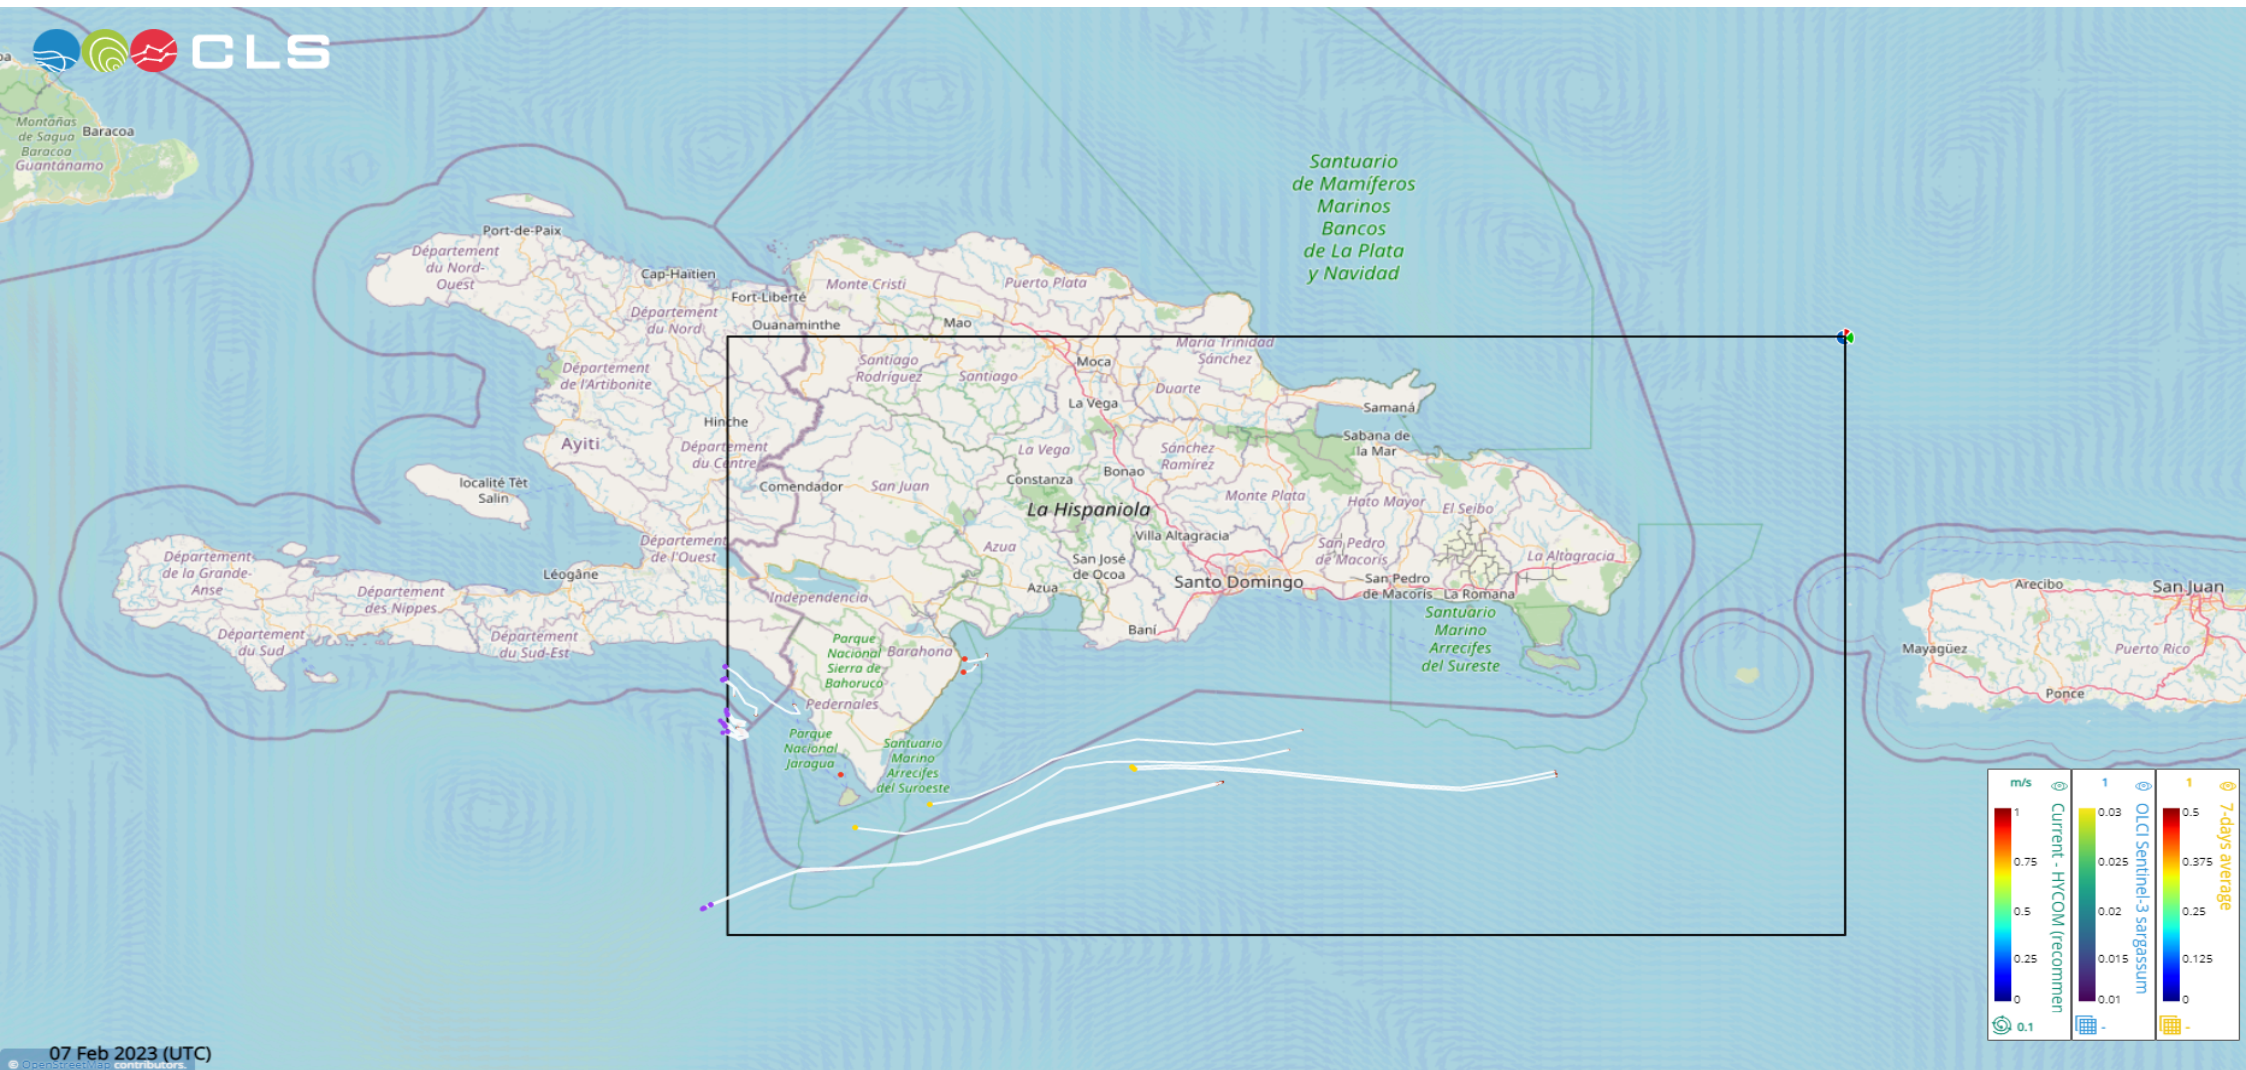 CLS
oa
Montañas
de Sagua
Baracoa
Baracoa
Guantánamo
Santuario
de Mamíferos
Marinos
Bancos
de La Plata
y Navidad
Port-de-Paix
Département
du Nord-
Ouest
Cap-Haïtien
Fort-Liberté
Ouanaminthe
Département
du Nord
Monte Cristi
Puerto Plata
Mao
María Trinidad
Sánchez
Santiago
Rodríguez
Santiago
Moca
Duarte
La Vega
Samaná
Département
de l'Artibonite
Hinche
Ayiti
Département
du Centre
Sabana de
la Mar
La Vega
Sánchez
Ramírez
Bonao
localité Tèt
Salin
Comendador
San Juan
Constanza
La Hispaniola
Monte Plata
Hato Mayor
El Seibo
Villa Altagracia
Département
de l'Ouest
Azua
San José
de Ocoa
San Pedro
de Macorís
La Altagracia
Département
de la Grande-
Anse
Léogâne
Département
des Nippes
Independencia
Azua
Santo Domingo
San Pedro
de Macorís
La Romana
Arecibo
San Juan
Département
du Sud
Département
du Sud-Est
Parque
Nacional
Sierra de
Bahoruco
Barahona
Baní
Santuario
Marino
Arrecifes
del Sureste
Mayagüez
Puerto Rico
Ponce
Pedernales
Parque
Nacional
Jaragua
Santuario
Marino
Arrecifes
del Suroeste
m/s
1
0.75
0.5
0.25
0
0.1
Current - HYCOM (recommen
1
0.03
0.025
0.02
0.015
0.01
-
OLCI Sentinel-3 sargassum
1
0.5
0.375
0.25
0.125
0
-
7-days average
07 Feb 2023 (UTC)
© OpenStreetMap contributors.